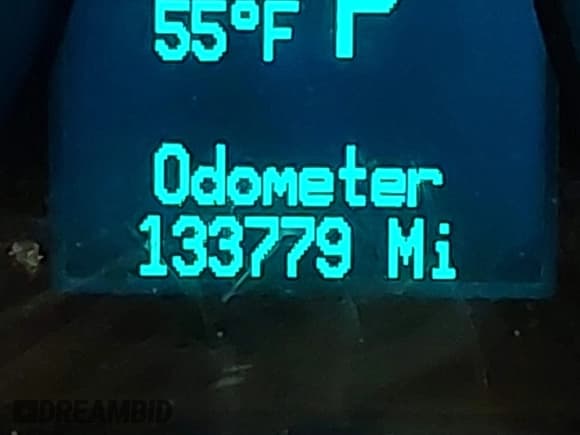 55°F P
Odometer
133779 Mi
DREAMBID